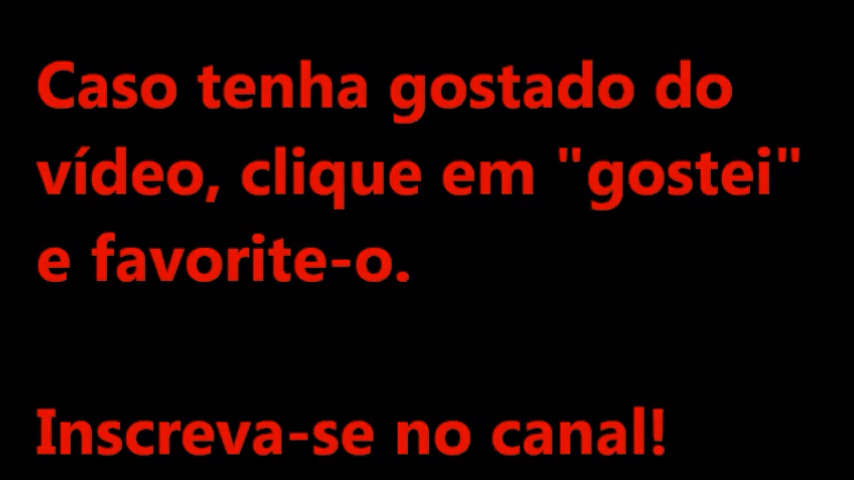 Caso tenha gostado do
vídeo, clique em "gostei"
e favorite-o.
Inscreva-se no canal!